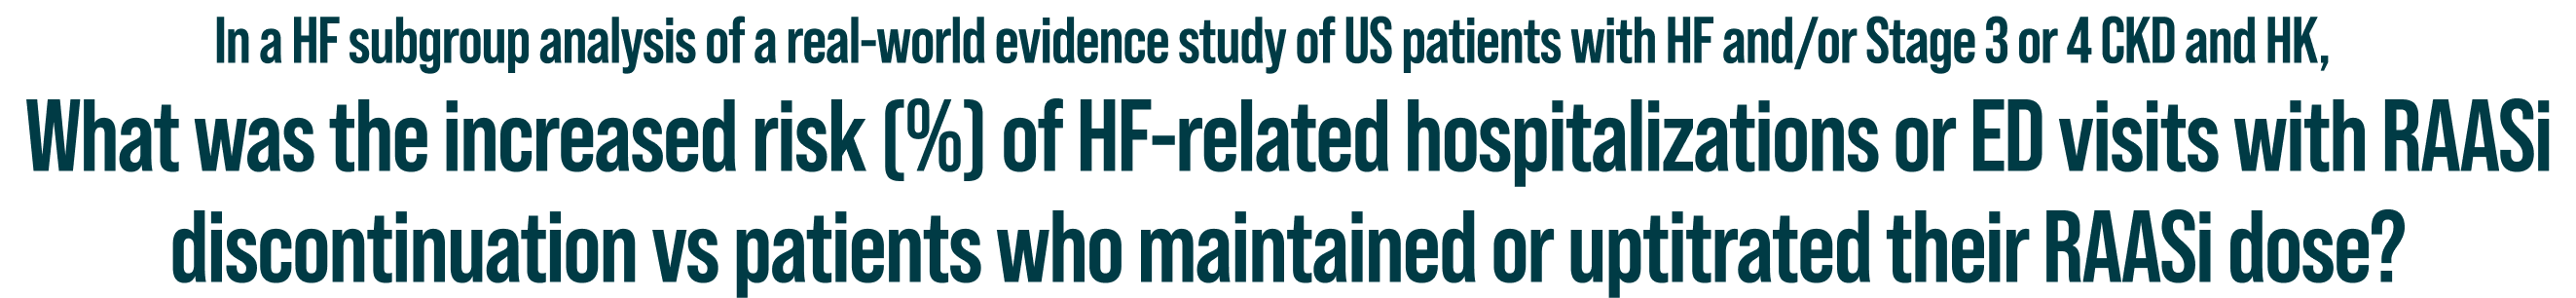 In a HF subgroup analysis of a real-world evidence study of US patients with HF and/or Stage 3 or 4 CKD and HK,
What was the increased risk (%) of HF-related hospitalizations or ED visits with RAASi
discontinuation vs patients who maintained or uptitrated their RAASi dose?